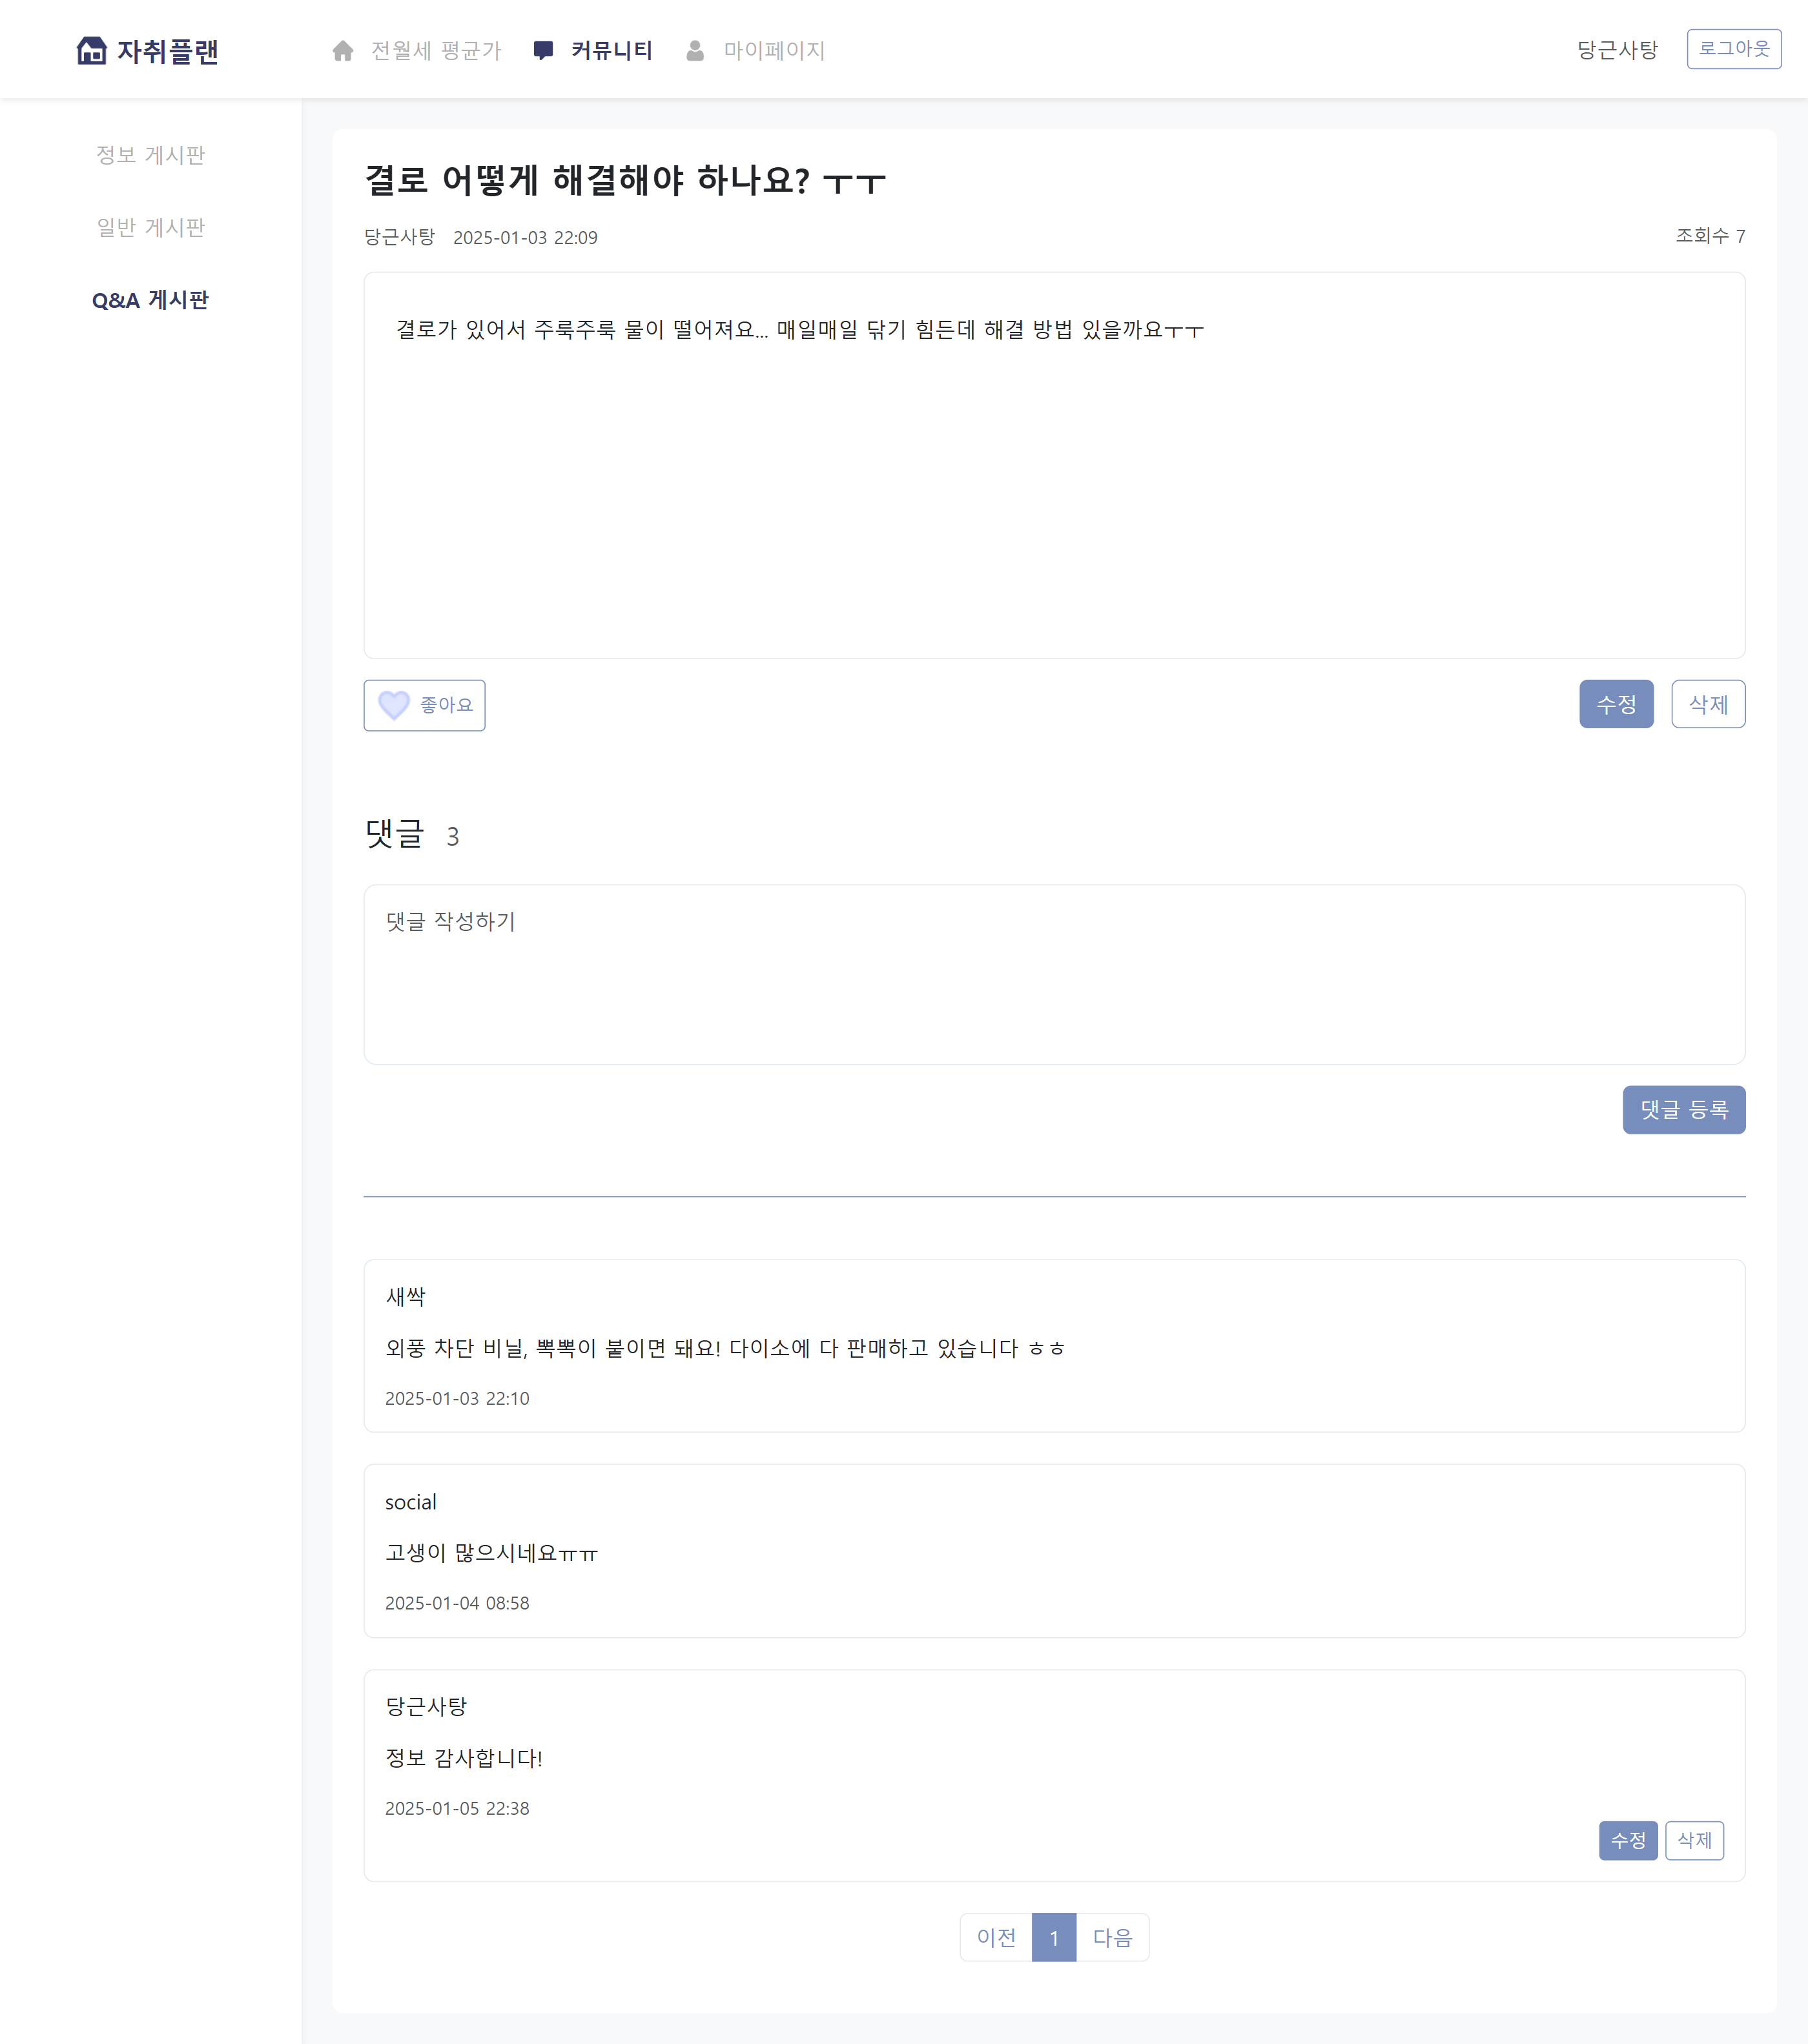 자취플랜
전월세 평균가
커뮤니티
마이페이지
당근사탕
로그아웃
정보 게시판
일반 게시판
Q&A 게시판
결로 어떻게 해결해야 하나요? ㅜㅜ
당근사탕 2025-01-03 22:09
조회수 7
결로가 있어서 주룩주룩 물이 떨어져요... 매일매일 닦기 힘든데 해결 방법 있을까요ㅜㅜ
좋아요
수정
삭제
댓글 3
댓글 작성하기
댓글 등록
새싹
외풍 차단 비닐, 뽁뽁이 붙이면 돼요! 다이소에 다 판매하고 있습니다 ㅎㅎ
2025-01-03 22:10
social
고생이 많으시네요ㅠㅠ
2025-01-04 08:58
당근사탕
정보 감사합니다!
2025-01-05 22:38
수정
삭제
이전 1 다음